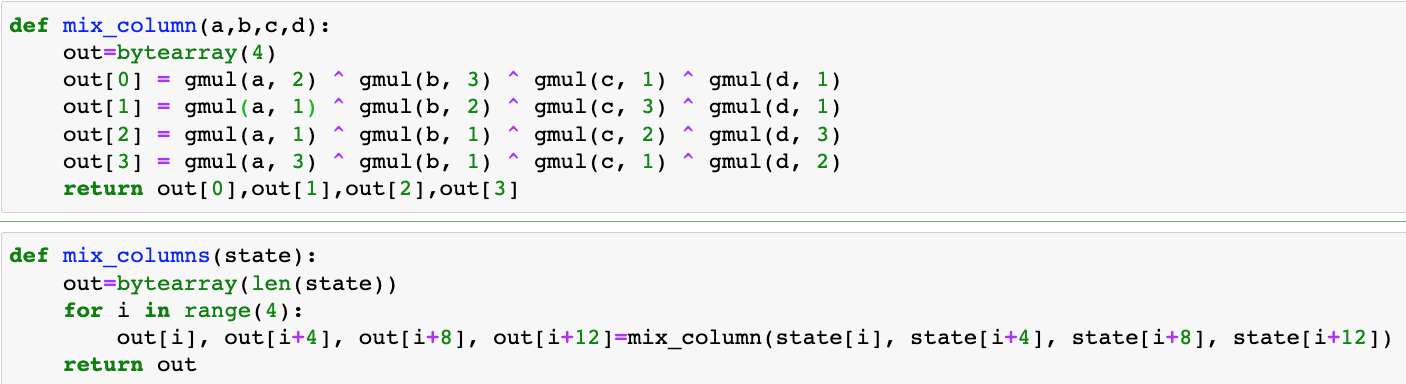 def mix_column(a,b,c,d):
    out=bytearray(4)
    out[0] = gmul(a, 2) ^ gmul(b, 3) ^ gmul(c, 1) ^ gmul(d, 1)
    out[1] = gmul(a, 1) ^ gmul(b, 2) ^ gmul(c, 3) ^ gmul(d, 1)
    out[2] = gmul(a, 1) ^ gmul(b, 1) ^ gmul(c, 2) ^ gmul(d, 3)
    out[3] = gmul(a, 3) ^ gmul(b, 1) ^ gmul(c, 1) ^ gmul(d, 2)
    return out[0],out[1],out[2],out[3]
def mix_columns(state):
    out=bytearray(len(state))
    for i in range(4):
        out[i], out[i+4], out[i+8], out[i+12]=mix_column(state[i], state[i+4], state[i+8], state[i+12])
    return out